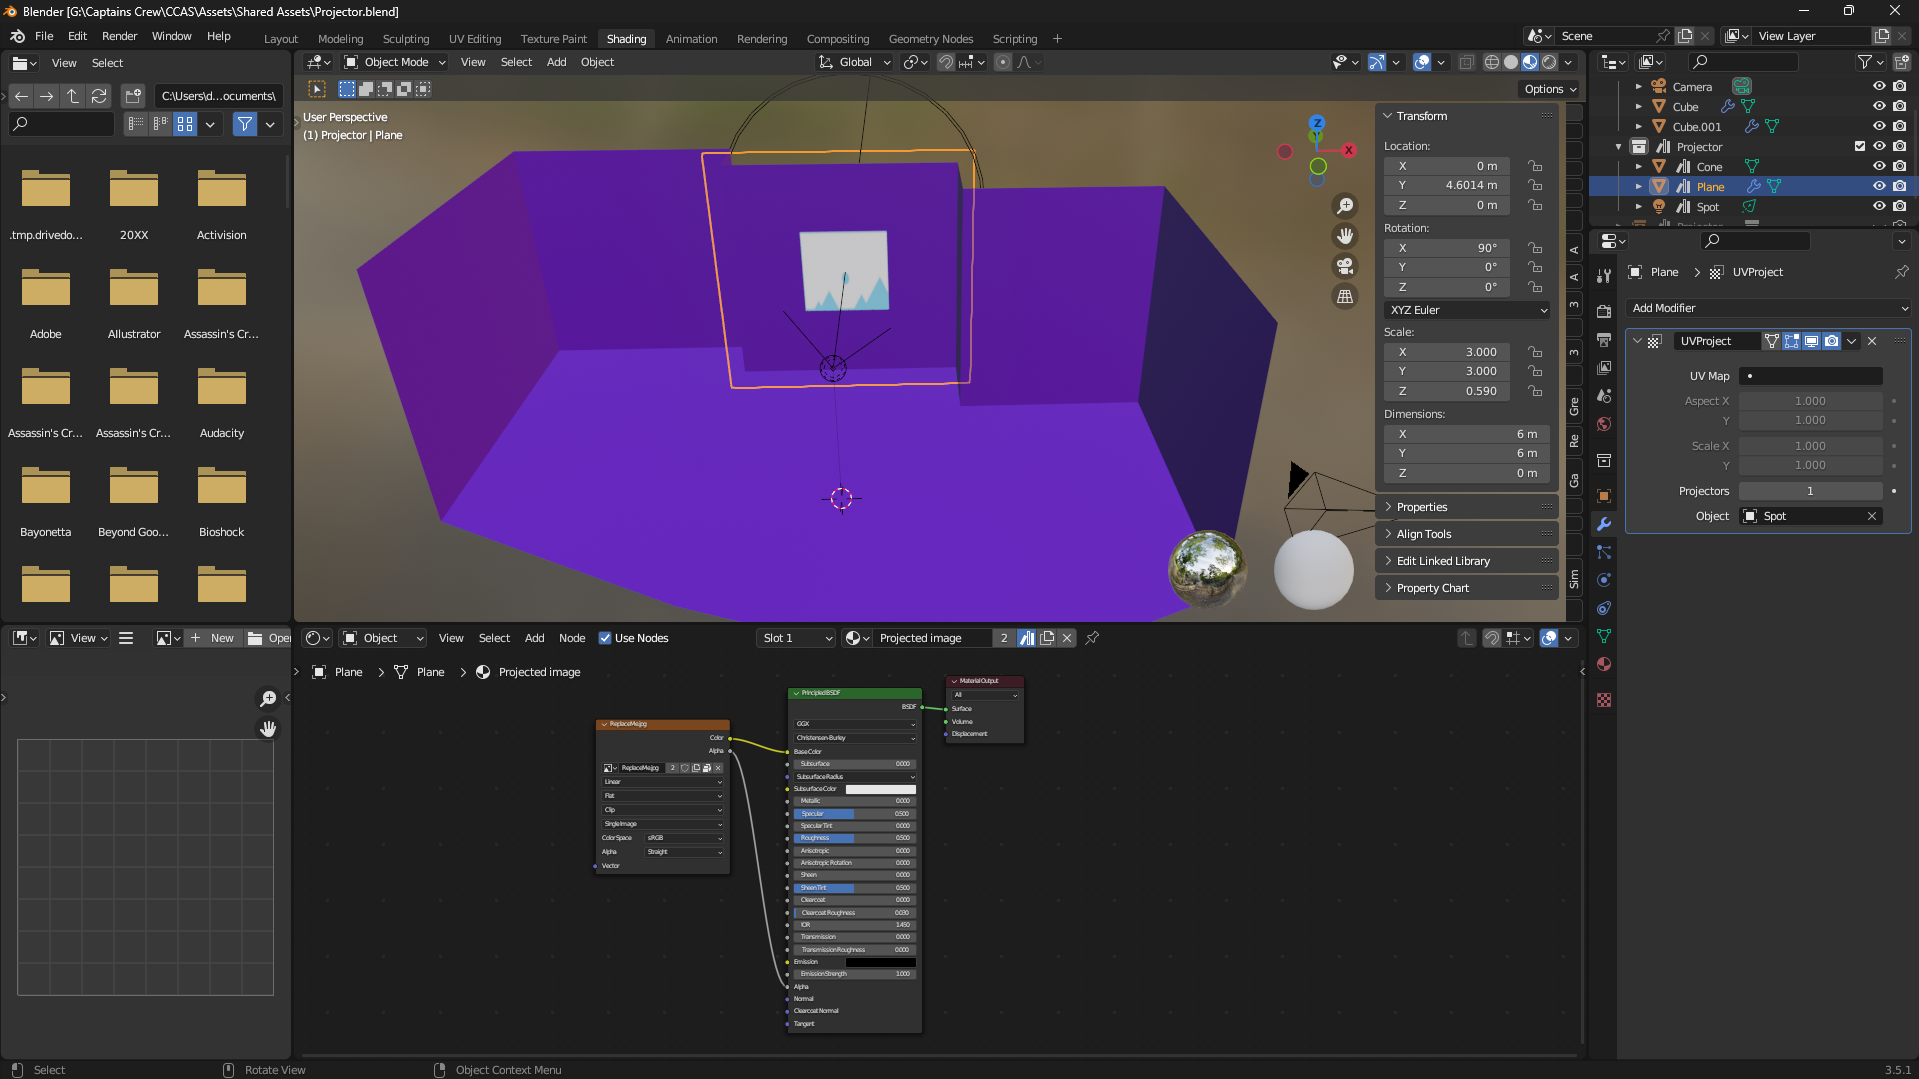 Blender [G:\Captains Crew\CCAS\Assets\Shared Assets\Projector.blend]
File Edit Render Window Help
Layout Modeling Sculpting UV Editing Texture Paint Shading Animation Rendering Compositing Geometry Nodes Scripting +
Scene
View Layer
View Select
C:\Users\d...ocuments\
.tmp.drivedo... 20XX Activision
Adobe Allustrator Assassin's Cr...
Assassin's Cr... Assassin's Cr... Audacity
Bayonetta Beyond Goo... Bioshock
Object Mode View Select Add Object Global
Options
User Perspective
(1) Projector | Plane
Z
X
Transform
Location:
X 0 m
Y 4.6014 m
Z 0 m
Rotation:
X 90°
Y 0°
Z 0°
XYZ Euler
Scale:
X 3.000
Y 3.000
Z 0.590
Dimensions:
X 6 m
Y 6 m
Z 0 m
Properties
Align Tools
Edit Linked Library
Property Chart
A
A
3
3
Gre
Re
Ga
Sim
Camera
Cube
Cube.001
Projector
Cone
Plane
Spot
Plane > UVProject
Add Modifier
UVProject
UV Map
Aspect X 1.000
Y 1.000
Scale X 1.000
Y 1.000
Projectors 1
Object Spot
View New Open
Object View Select Add Node Use Nodes Slot 1 Projected image 2
Plane > Plane > Projected image
ReplaceMe.jpg
Color
Alpha
ReplaceMe.jpg 2
Linear
Flat
Clip
Single Image
Color Space sRGB
Alpha Straight
Vector
Principled BSDF
BSDF
GGX
Christensen-Burley
Base Color
Subsurface 0.000
Subsurface Radius
Subsurface Color
Metallic 0.000
Specular 0.500
Specular Tint 0.000
Roughness 0.500
Anisotropic 0.000
Anisotropic Rotation 0.000
Sheen 0.000
Sheen Tint 0.500
Clearcoat 0.000
Clearcoat Roughness 0.030
IOR 1.450
Transmission 0.000
Transmission Roughness 0.000
Emission
Emission Strength 1.000
Alpha
Normal
Clearcoat Normal
Tangent
Material Output
All
Surface
Volume
Displacement
Select Rotate View Object Context Menu
3.5.1